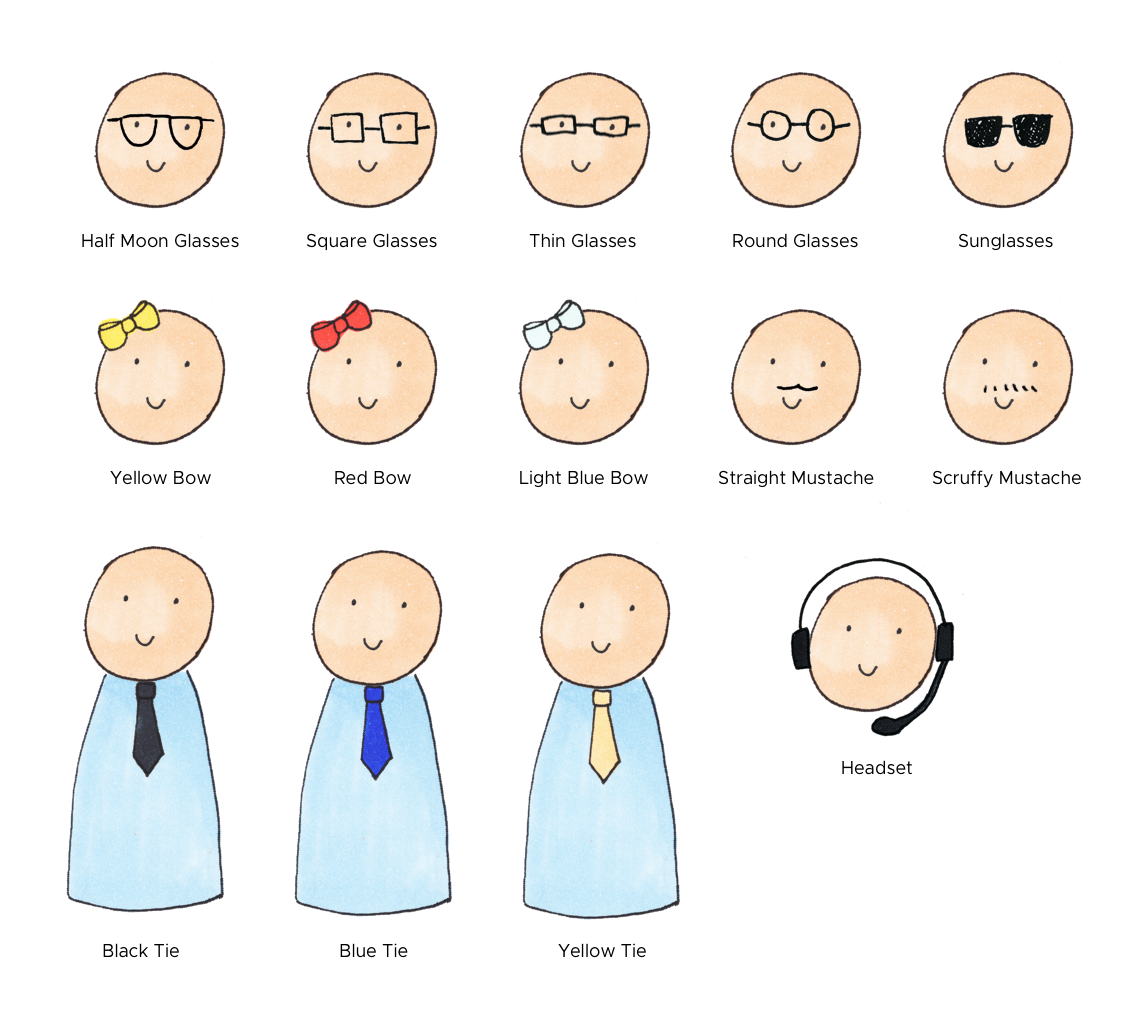 Half Moon Glasses
Square Glasses
Thin Glasses
Round Glasses
Sunglasses
Yellow Bow
Red Bow
Light Blue Bow
Straight Mustache
Scruffy Mustache
Headset
Black Tie
Blue Tie
Yellow Tie